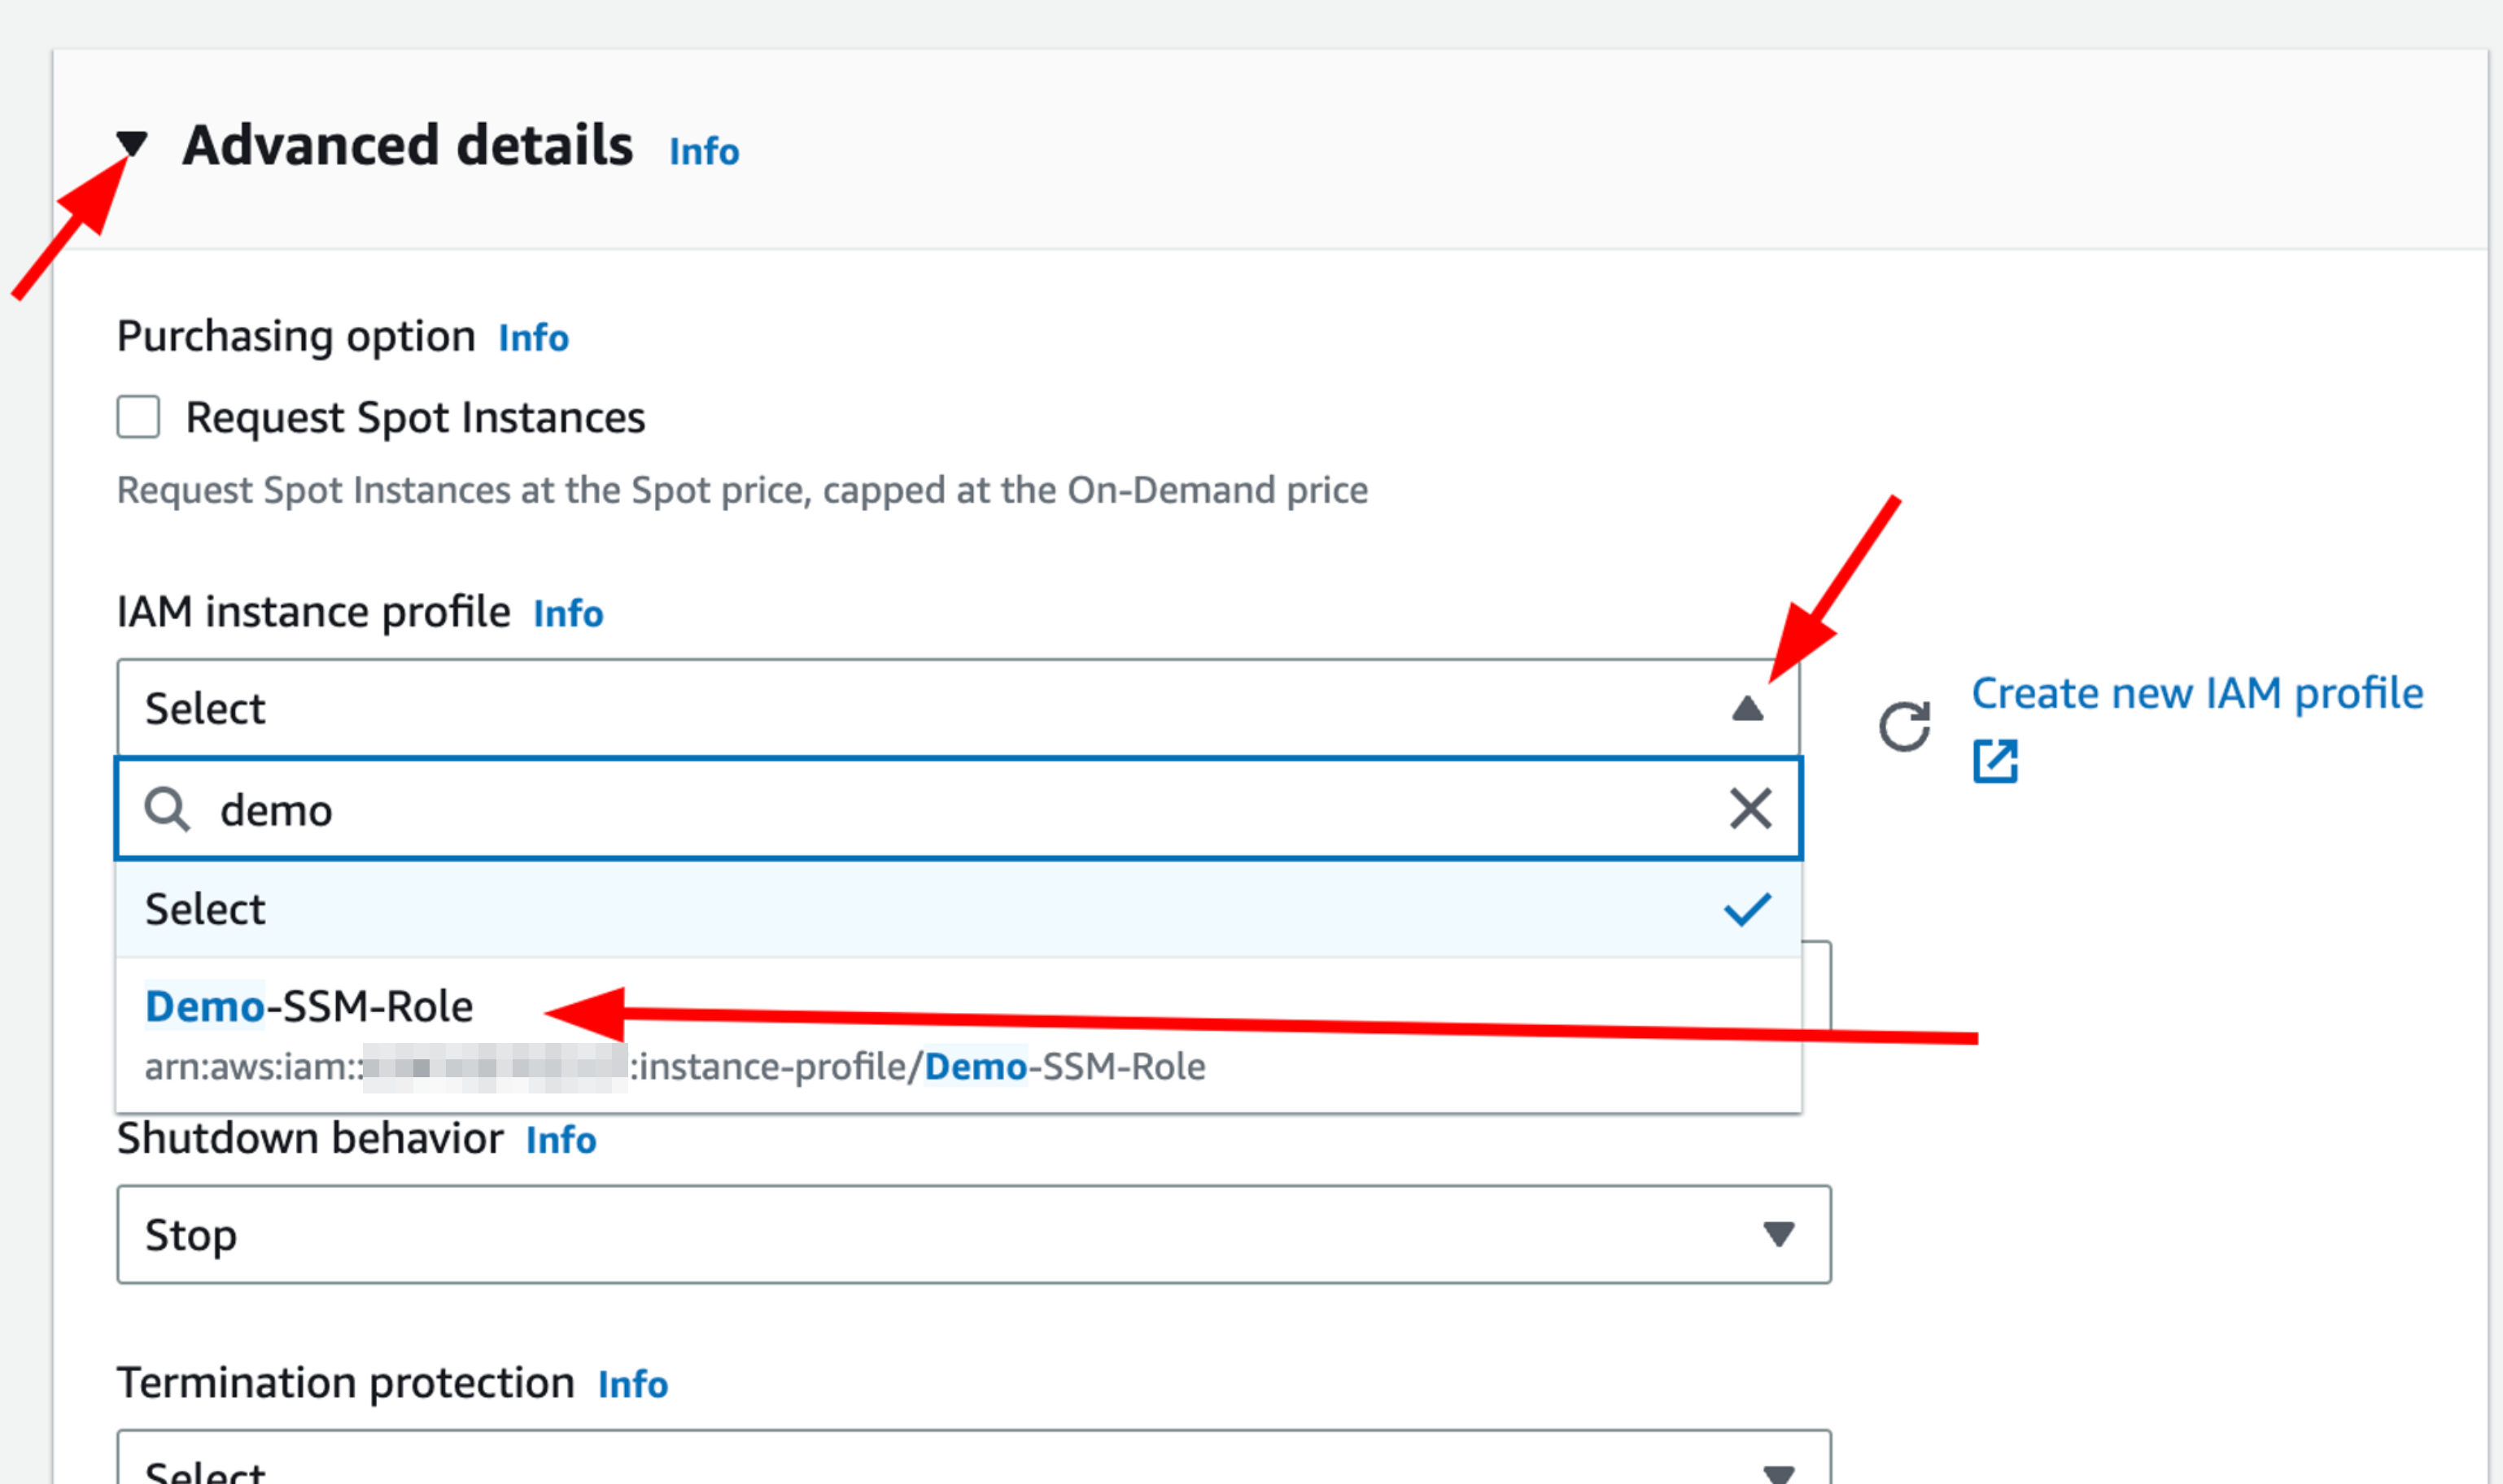 Advanced details Info
Purchasing option Info
Request Spot Instances
Request Spot Instances at the Spot price, capped at the On-Demand price
IAM instance profile Info
Select
Create new IAM profile
demo
Select
Demo-SSM-Role
arn:aws:iam:: :instance-profile/Demo-SSM-Role
Shutdown behavior Info
Stop
Termination protection Info
Select